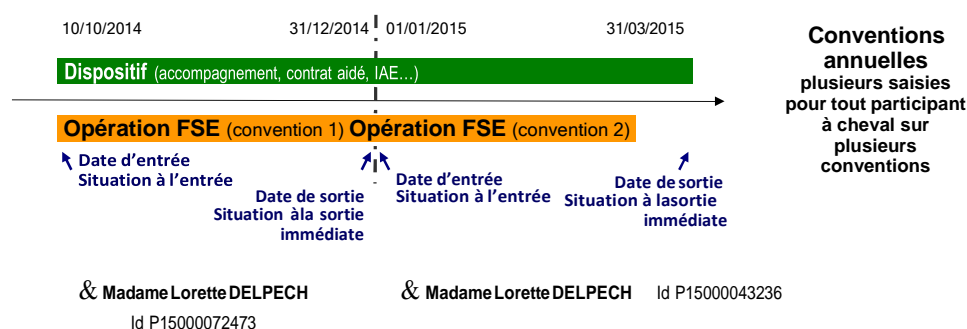 10/10/2014 31/12/2014 01/01/2015 31/03/2015
Dispositif (accompagnement, contrat aidé, IAE…)
Opération FSE (convention 1) Opération FSE (convention 2)
Date d’entrée
Situation à l’entrée
Date de sortie
Situation àla sortie
immédiate
Date d’entrée
Situation à l’entrée
Date de sortie
Situation à lasortie
immédiate
Conventions
annuelles
plusieurs saisies
pour tout participant
à cheval sur
plusieurs
conventions
& Madame Lorette DELPECH
Id P15000072473
& Madame Lorette DELPECH Id P15000043236